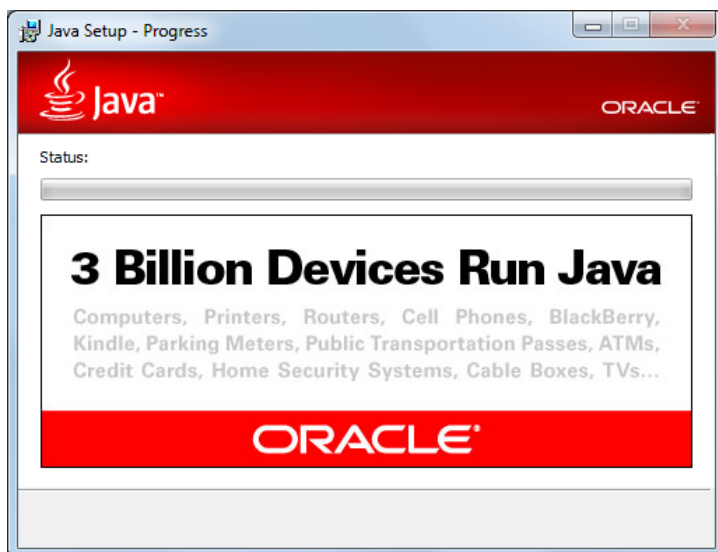 Java Setup - Progress
Java™
ORACLE®
Status:
3 Billion Devices Run Java
Computers, Printers, Routers, Cell Phones, BlackBerry,
Kindle, Parking Meters, Public Transportation Passes, ATMs,
Credit Cards, Home Security Systems, Cable Boxes, TVs...
ORACLE®